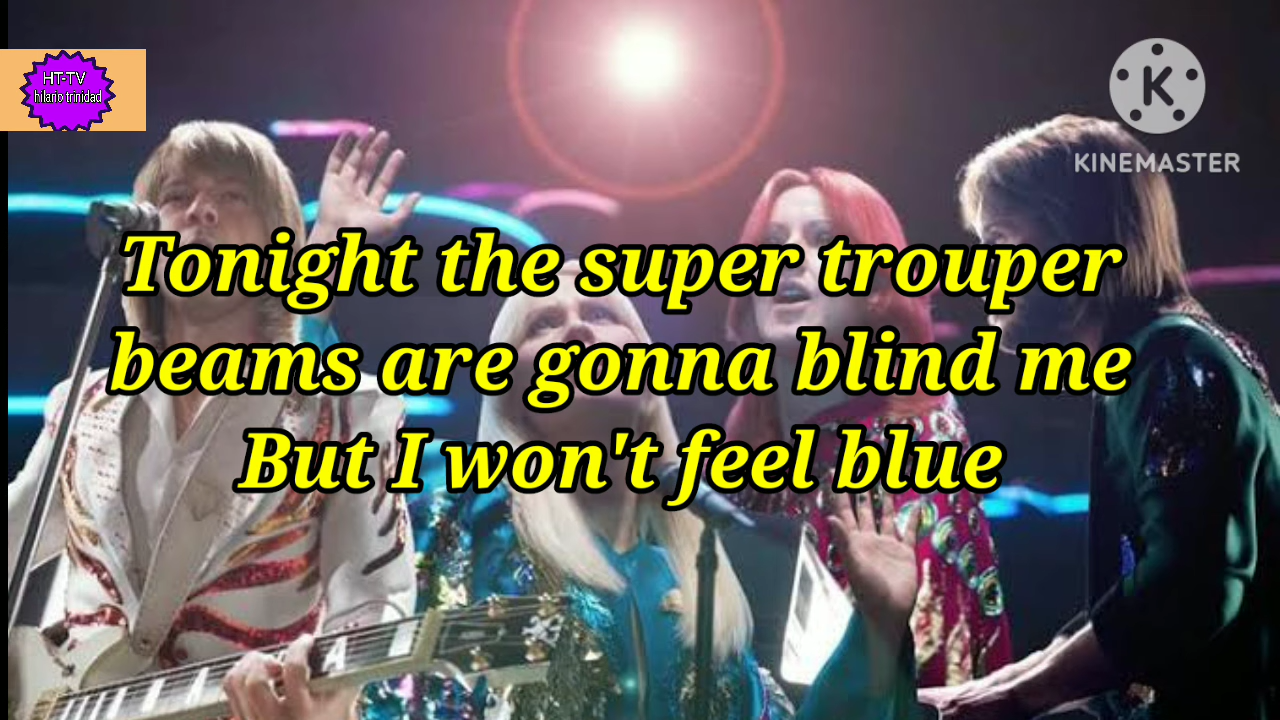 HT-TV
hilario trinidad
KINEMASTER
Tonight the super trouper
beams are gonna blind me
But I won't feel blue